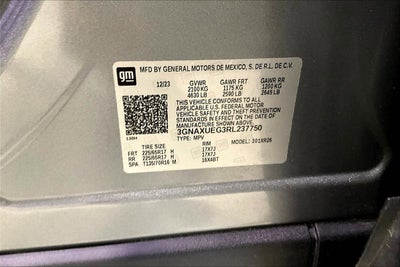 gm
MFD BY GENERAL MOTORS DE MEXICO, S. DE R.L. DE C.V.
12/23 GVWR GAWR FRT GAWR RR
2100 KG 1175 KG 1200 KG
4630 LB 2590 LB 2645 LB
THIS VEHICLE CONFORMS TO ALL
APPLICABLE U.S. FEDERAL MOTOR
VEHICLE SAFETY AND THEFT PREVENTION
STANDARDS IN EFFECT ON THE DATE OF
MANUFACTURE SHOWN ABOVE.
3GNAXUEG3RL237750
TYPE: MPV MODEL: 301XR26
TIRE SIZE RIM
FRT 225/65R17 H 17X7J
RR 225/65R17 H 17X7J
SPA T135/70R16 M 16X4BT